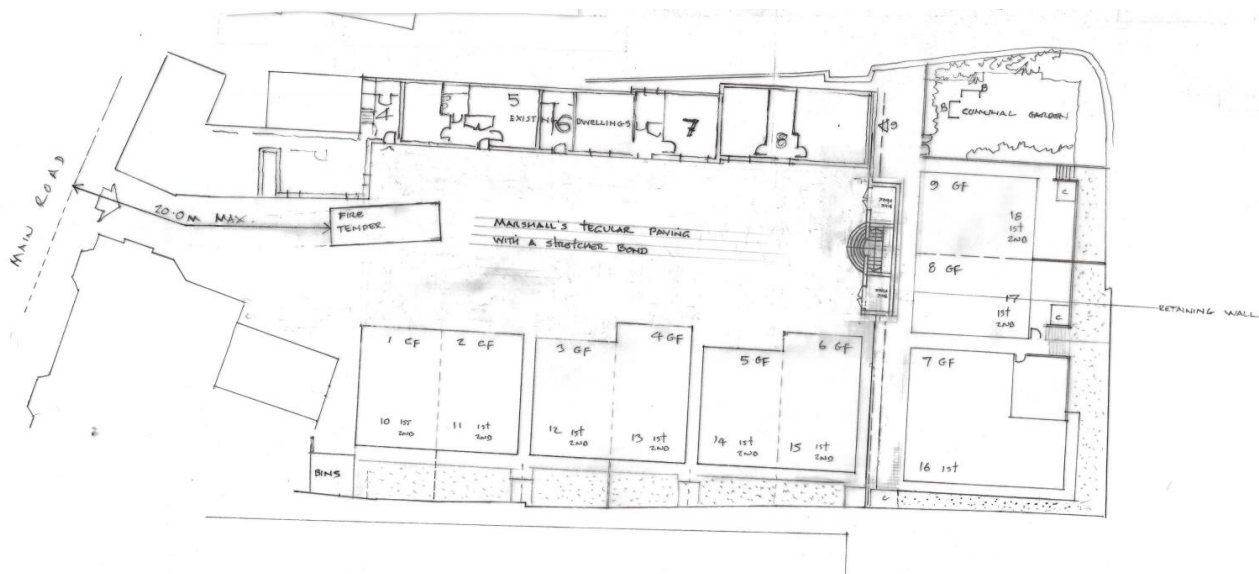 MAIN ROAD
20.0 M MAX.
FIRE
TENDER
MARSHALL'S TEGULAR PAVING
WITH A STRETCHER BOND
4
5
EXISTING DWELLINGS
6
7
8
9
B
B
COMUNAL GARDEN
C
9 GF
18
1ST
2ND
8 GF
17
1ST
2ND
C
RETAINING WALL
7 GF
16 1st
C
1 GF
2 GF
3 GF
4 GF
5 GF
6 GF
10 1ST
2ND
11 1st
2ND
12 1st
2ND
13 1st
2ND
14 1st
2ND
15 1st
2ND
BINS